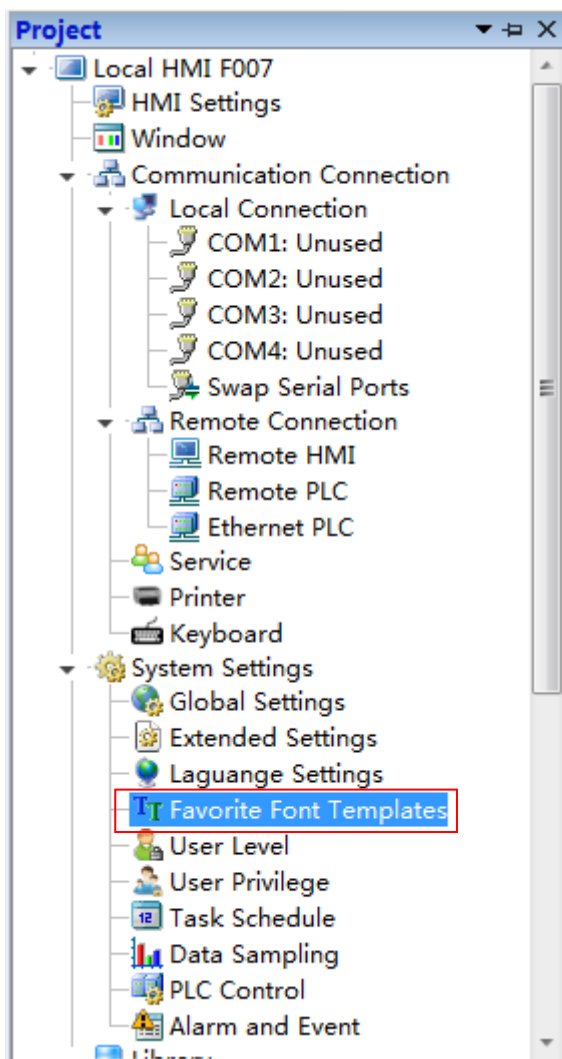 Project
Local HMI F007
HMI Settings
Window
Communication Connection
Local Connection
COM1: Unused
COM2: Unused
COM3: Unused
COM4: Unused
Swap Serial Ports
Remote Connection
Remote HMI
Remote PLC
Ethernet PLC
Service
Printer
Keyboard
System Settings
Global Settings
Extended Settings
Laguange Settings
Favorite Font Templates
User Level
User Privilege
Task Schedule
Data Sampling
PLC Control
Alarm and Event
Library